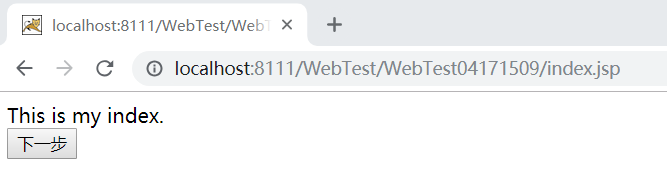 localhost:8111/WebTest/WebT
localhost:8111/WebTest/WebTest04171509/index.jsp
This is my index.
下一步